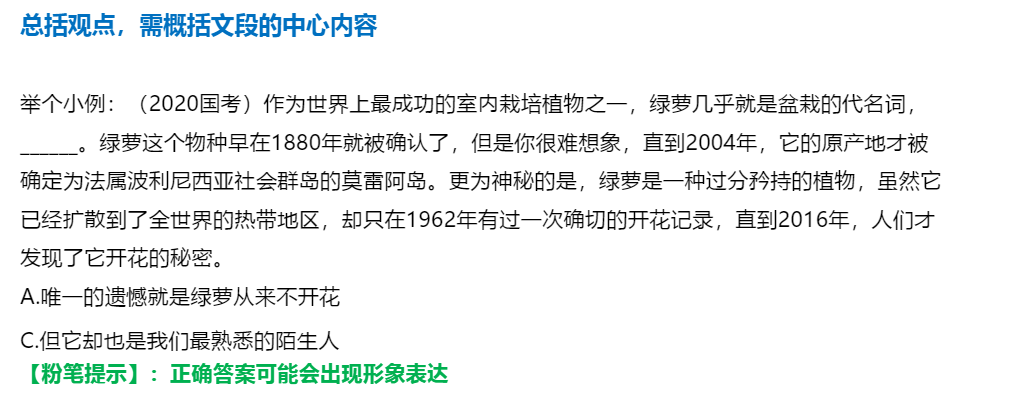 总括观点，需概括文段的中心内容
举个小例：（2020国考）作为世界上最成功的室内栽培植物之一，绿萝几乎就是盆栽的代名词，
______。绿萝这个物种早在1880年就被确认了，但是你很难想象，直到2004年，它的原产地才被
确定为法属波利尼西亚社会群岛的莫雷阿岛。更为神秘的是，绿萝是一种过分矜持的植物，虽然它
已经扩散到了全世界的热带地区，却只在1962年有过一次确切的开花记录，直到2016年，人们才
发现了它开花的秘密。
A.唯一的遗憾就是绿萝从来不开花
C.但它却也是我们最熟悉的陌生人
【粉笔提示】：正确答案可能会出现形象表达